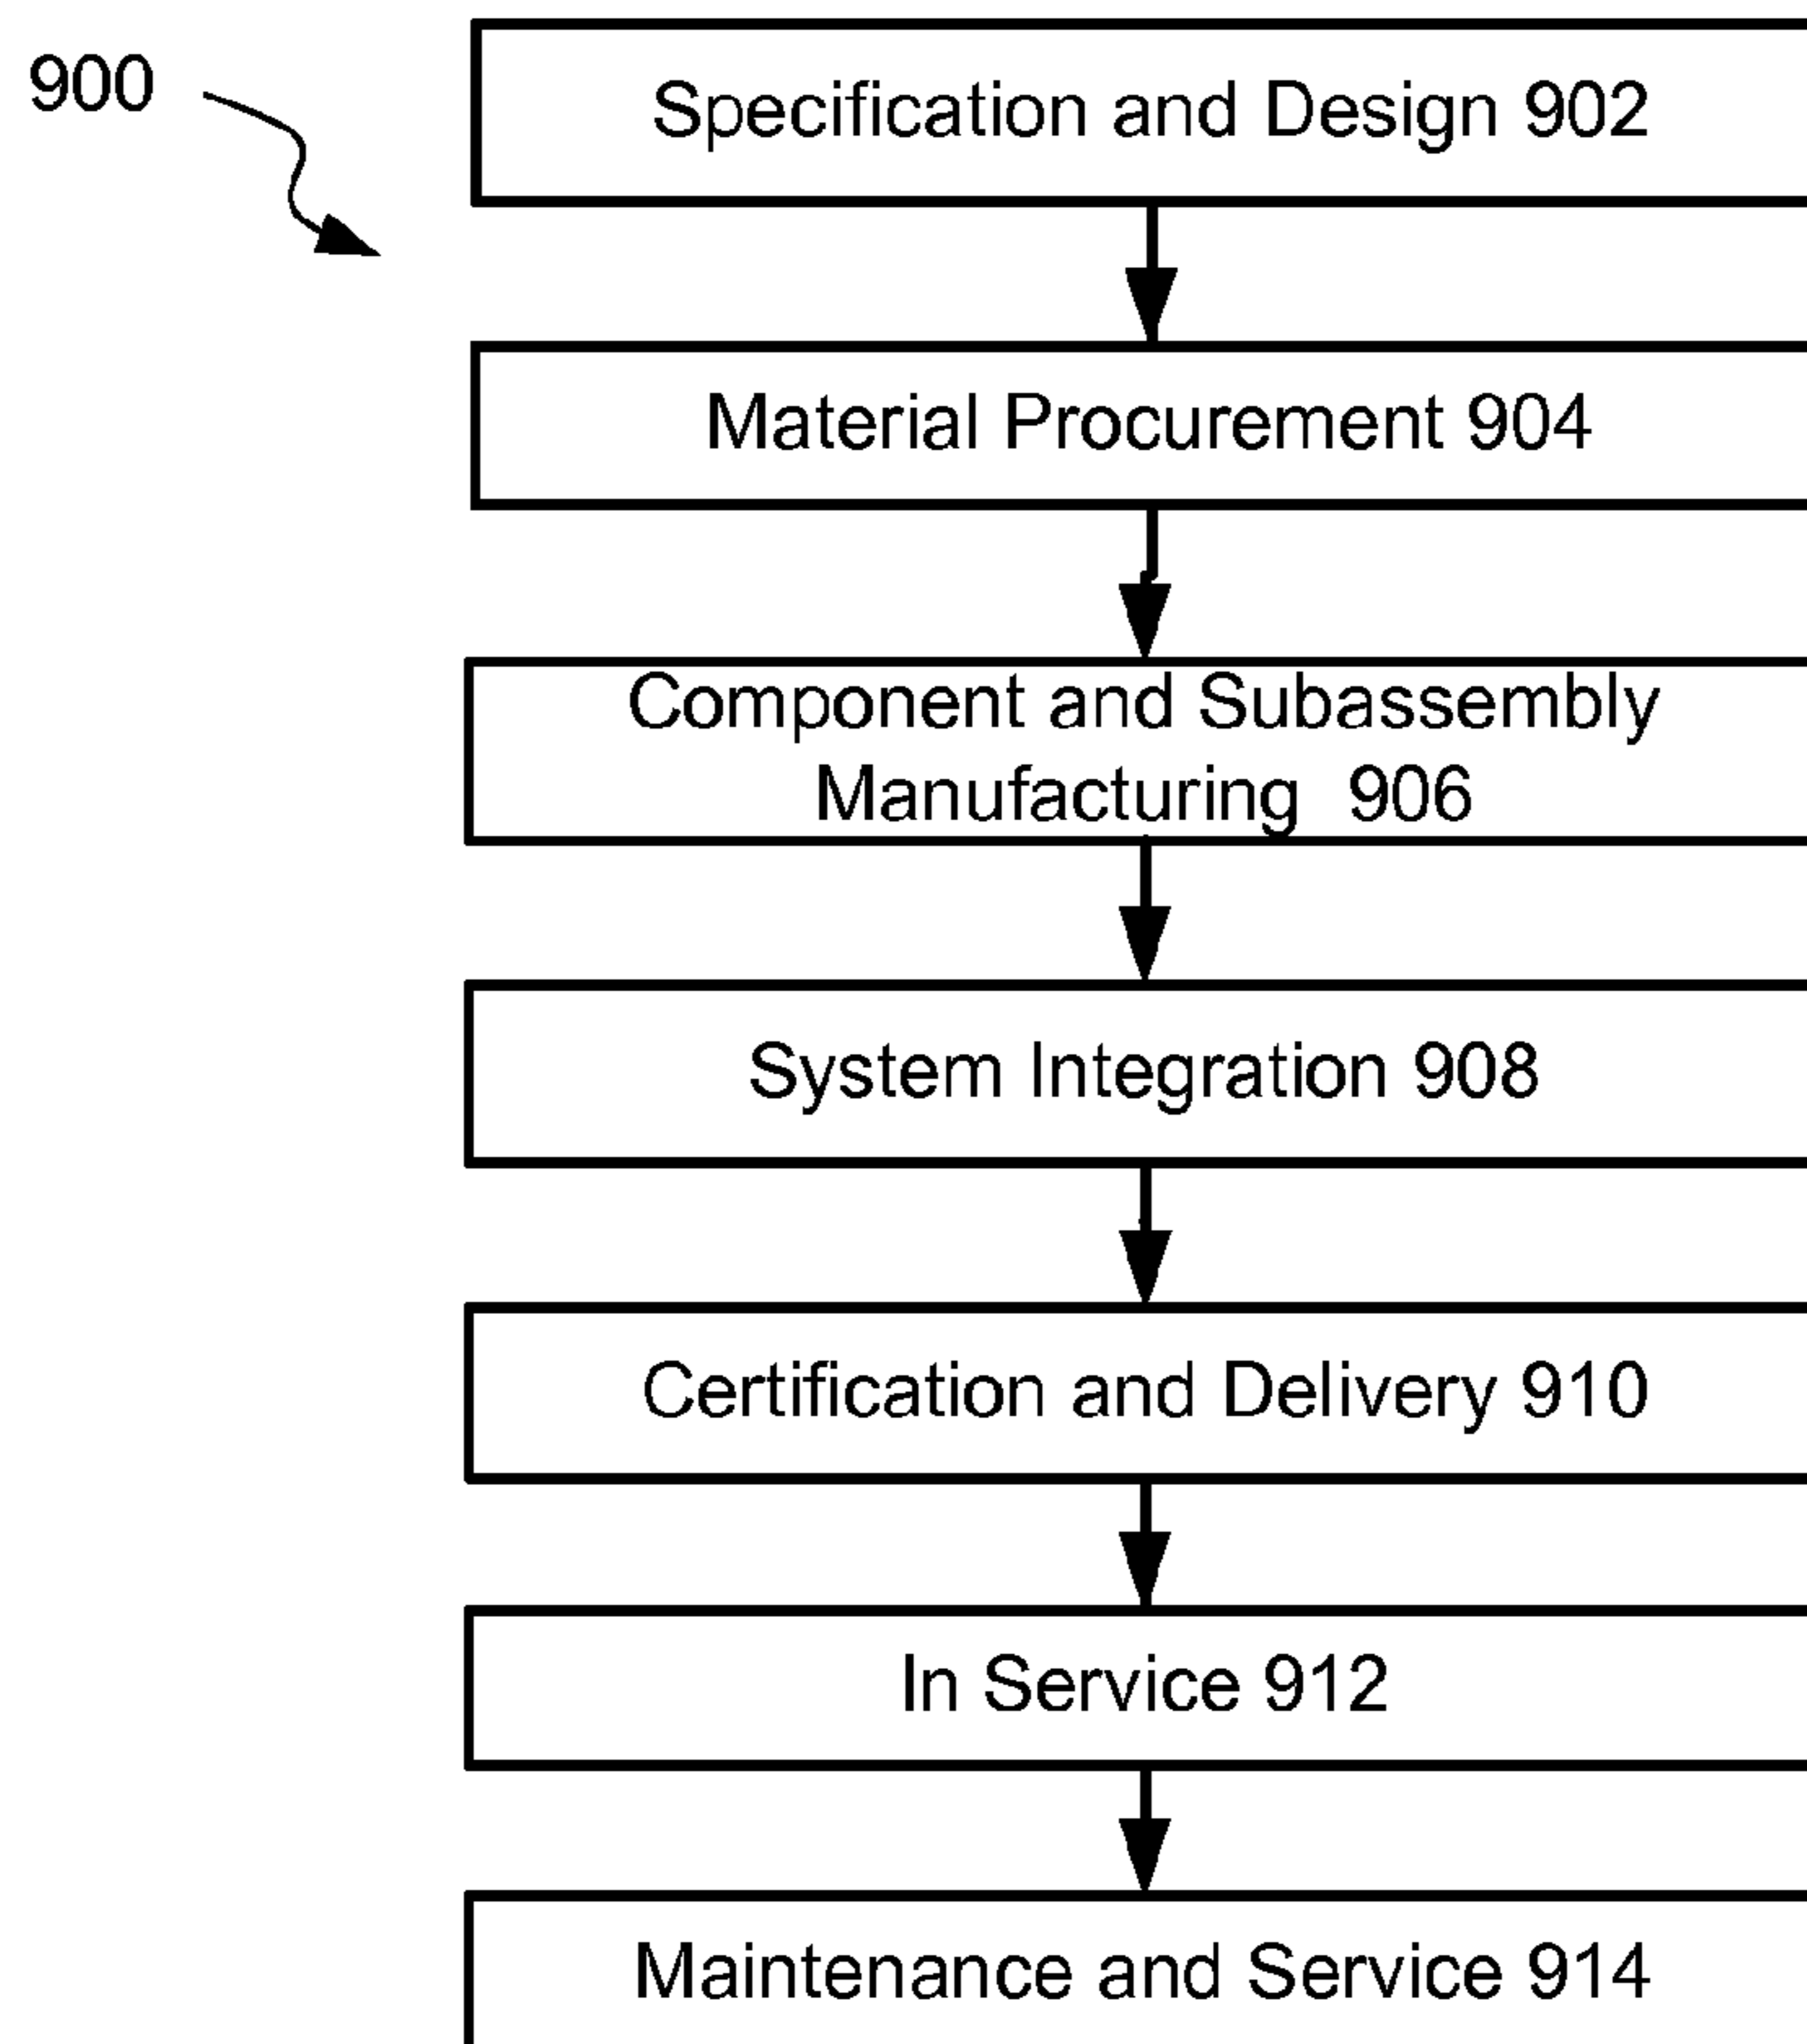 900
Specification and Design 902
Material Procurement 904
Component and Subassembly
Manufacturing 906
System Integration 908
Certification and Delivery 910
In Service 912
Maintenance and Service 914